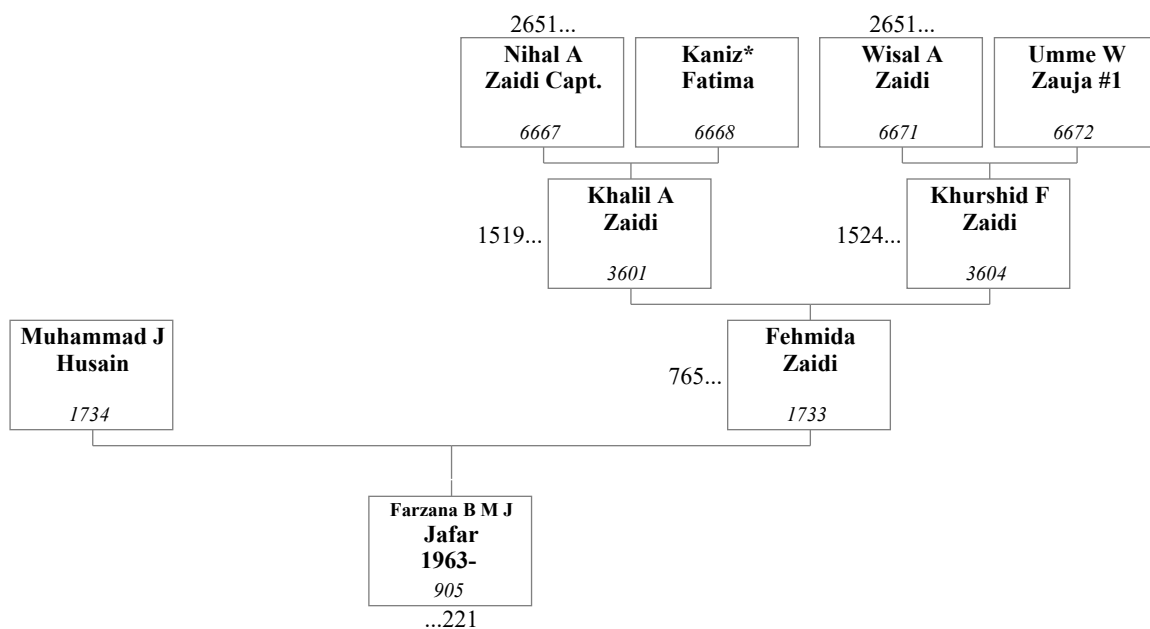 2651...
Nihal A
Zaidi Capt.
6667
Kaniz*
Fatima
6668
2651...
Wisal A
Zaidi
6671
Umme W
Zauja #1
6672
1519...
Khalil A
Zaidi
3601
1524...
Khurshid F
Zaidi
3604
Muhammad J
Husain
1734
765...
Fehmida
Zaidi
1733
Farzana B M J
Jafar
1963-
905
...221